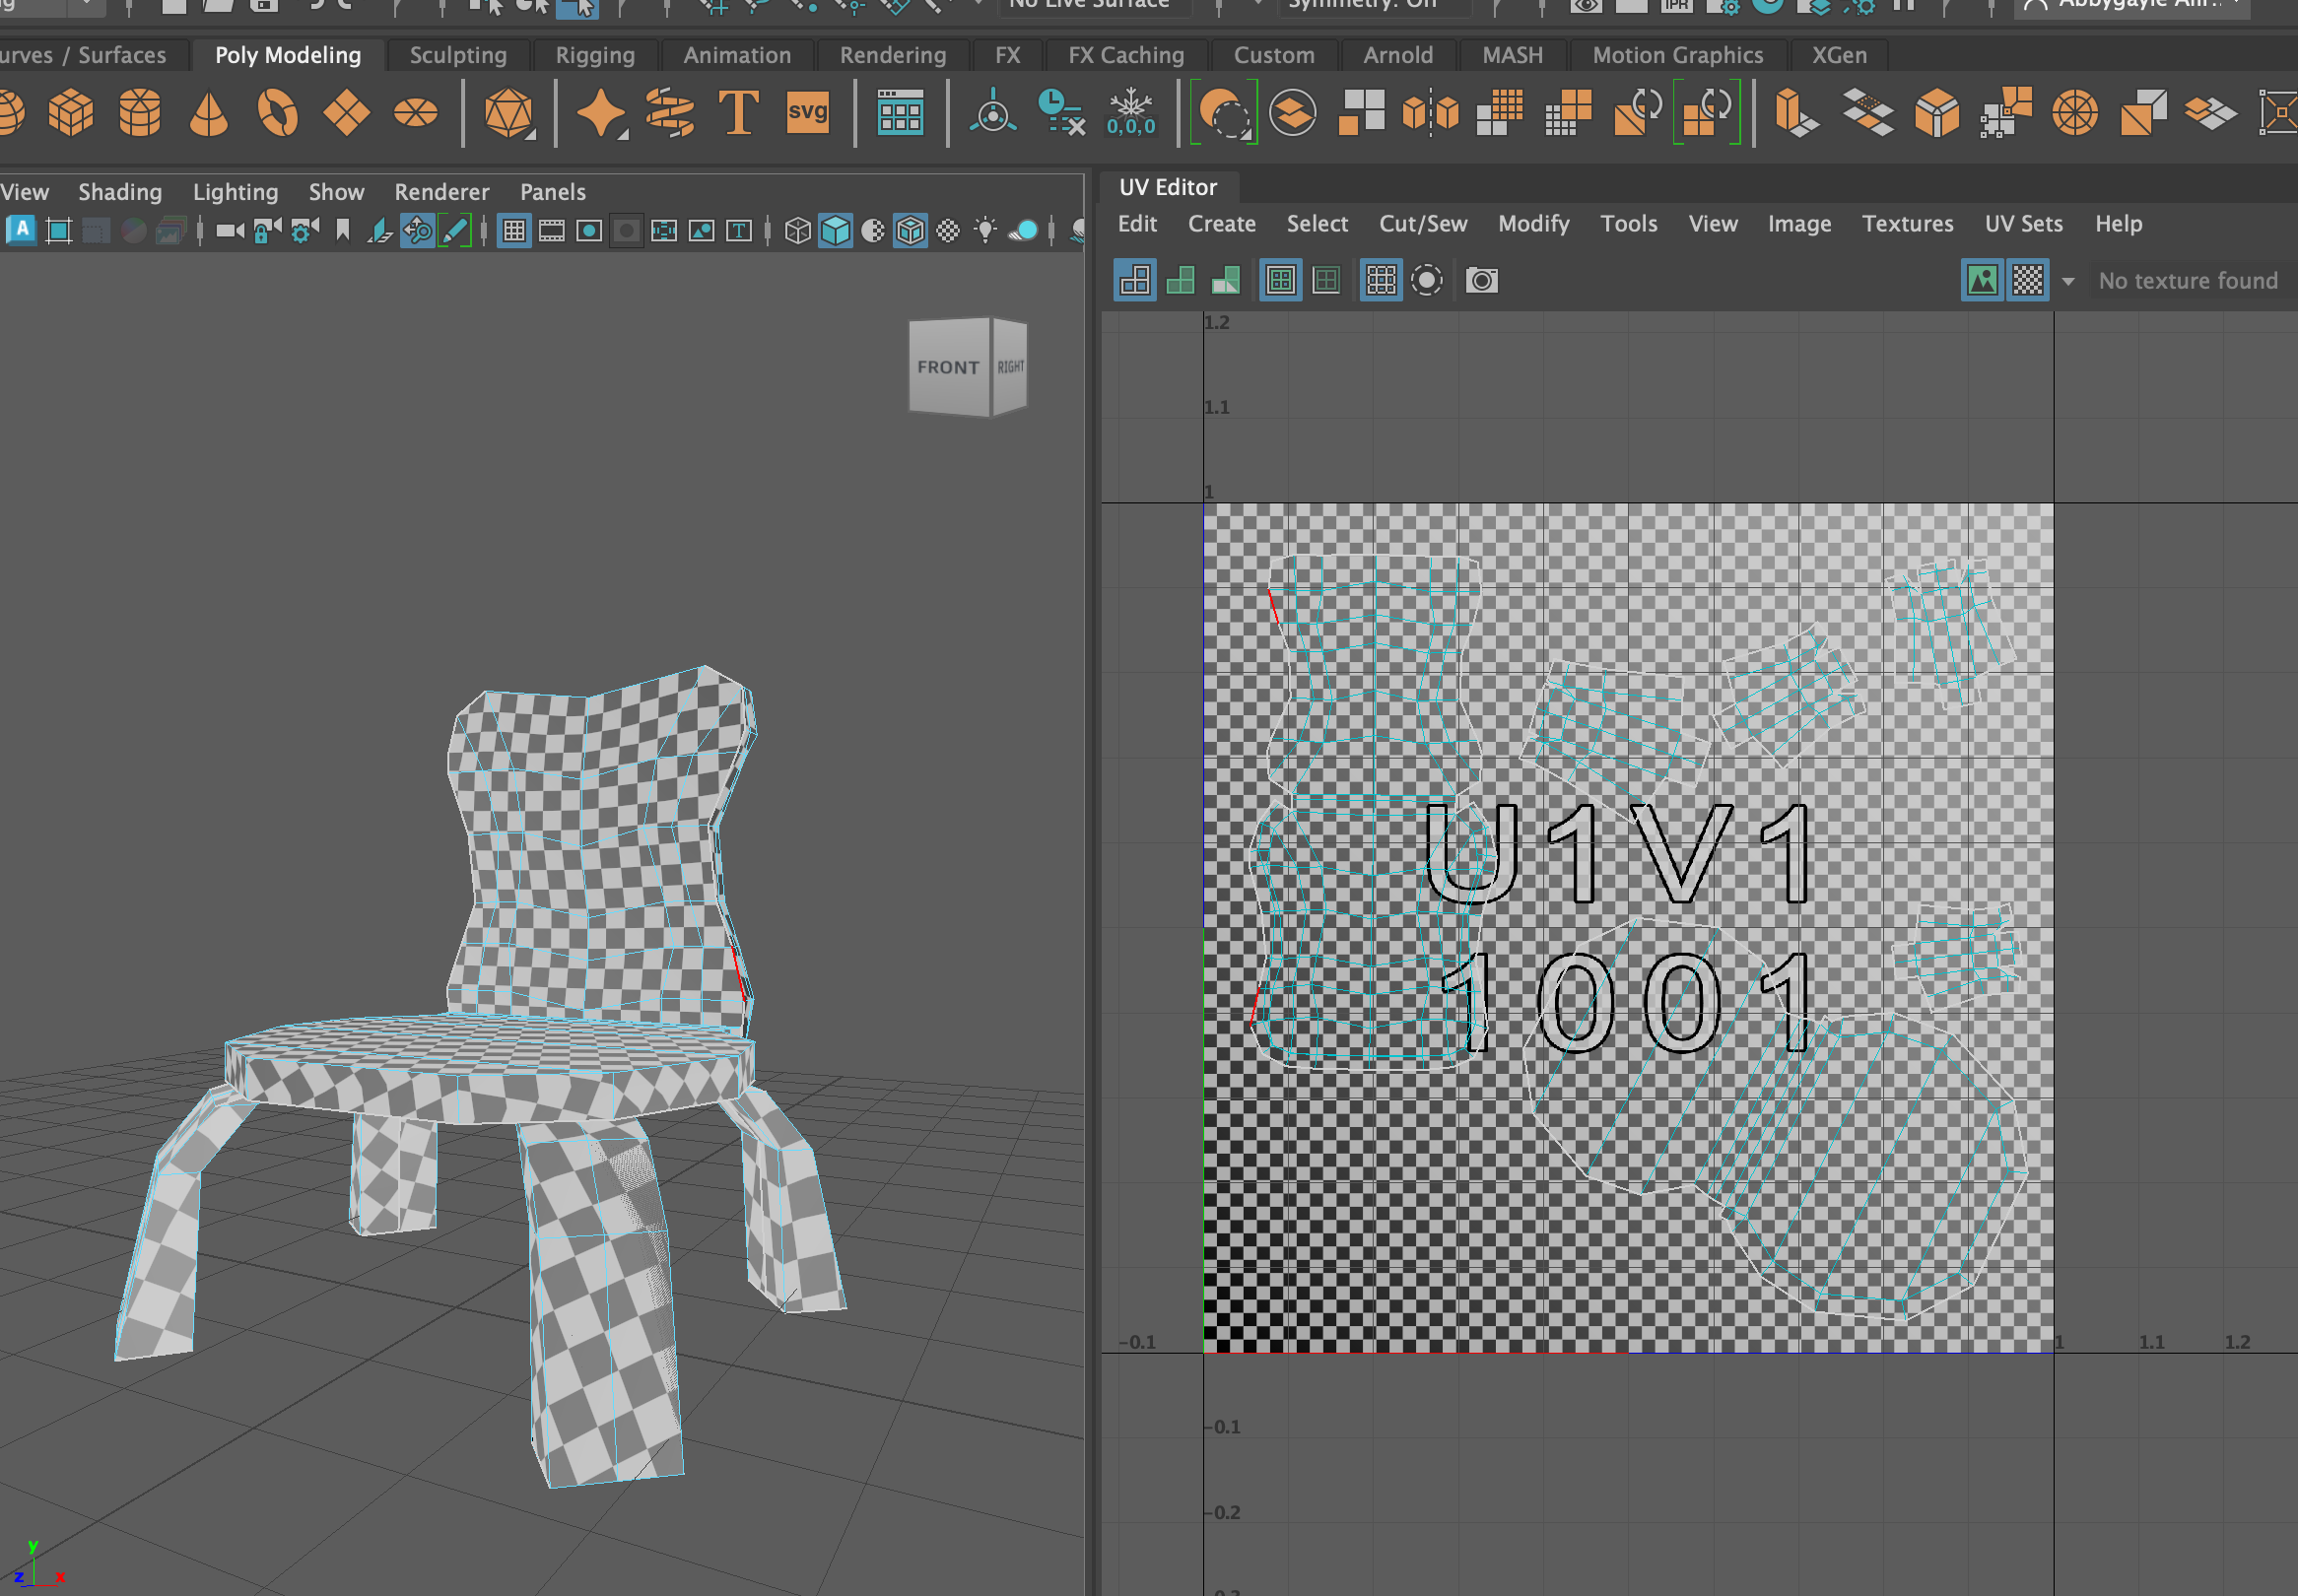 No Live Surface
Symmetry: Off
IPR
urves / Surfaces
Poly Modeling
Sculpting
Rigging
Animation
Rendering
FX
FX Caching
Custom
Arnold
MASH
Motion Graphics
XGen
T
svg
0,0,0
View
Shading
Lighting
Show
Renderer
Panels
A
T
UV Editor
Edit
Create
Select
Cut/Sew
Modify
Tools
View
Image
Textures
UV Sets
Help
No texture found
FRONT
RIGHT
1.2
1.1
1
U1V1
1001
-0.1
1
1.1
1.2
-0.1
-0.2
y
z
x